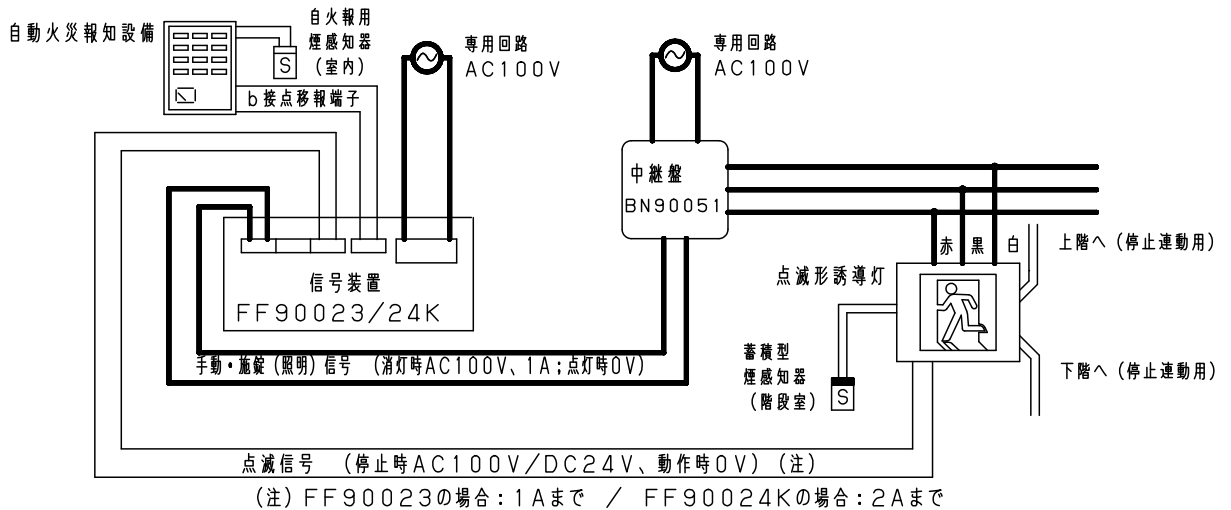 自動火災報知設備
自火報用
煙感知器
(室内)
S
b接点移報端子
専用回路
AC100V
専用回路
AC100V
中継盤
BN90051
赤 黒 白
上階へ(停止連動用)
点滅形誘導灯
信号装置
FF90023/24K
手動・施錠(照明)信号 (消灯時AC100V、1A;点灯時0V)
蓄積型
煙感知器
(階段室)
S
下階へ(停止連動用)
点滅信号 (停止時AC100V/DC24V、動作時0V)(注)
(注)FF90023の場合:1Aまで / FF90024Kの場合:2Aまで